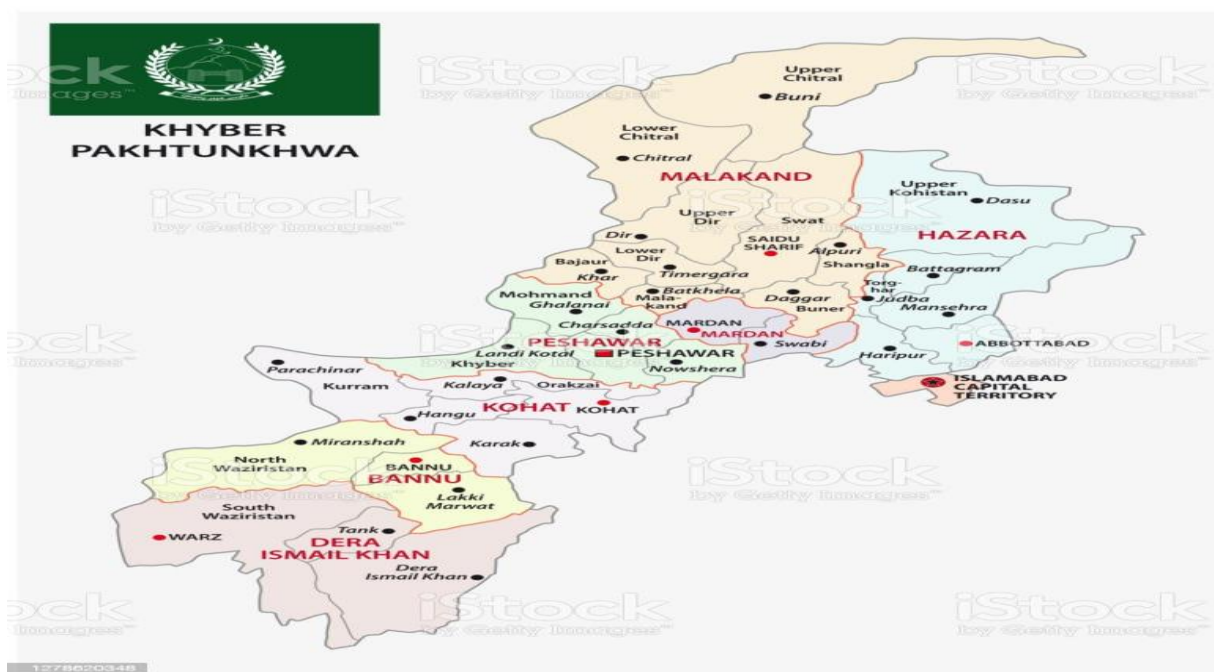 KHYBER
PAKHTUNKHWA
Upper
Chitral
Buni
Lower
Chitral
Chitral
MALAKAND
Upper
Kohistan
Dasu
Upper
Dir
Swat
HAZARA
Dir
SAIDU
SHARIF
Alpuri
Lower
Dir
Bajaur
Khar
Timergara
Shangla
Battagram
Mohmand
Ghalanai
Batkhela
Mala-
kand
Daggar
Buner
Torg-
har
Judba
Mansehra
Charsadda
MARDAN
MARDAN
Swabi
PESHAWAR
PESHAWAR
Landi Kotal
Khyber
Nowshera
Haripur
ABBOTTABAD
Parachinar
Kurram
Kalaya
Orakzai
ISLAMABAD
CAPITAL
TERRITORY
KOHAT
KOHAT
Hangu
Karak
Miranshah
North
Waziristan
BANNU
BANNU
Lakki
Marwat
South
Waziristan
WARZ
Tank
DERA
ISMAIL KHAN
Dera
Ismail Khan
iStock
by Getty Images™
1278620348